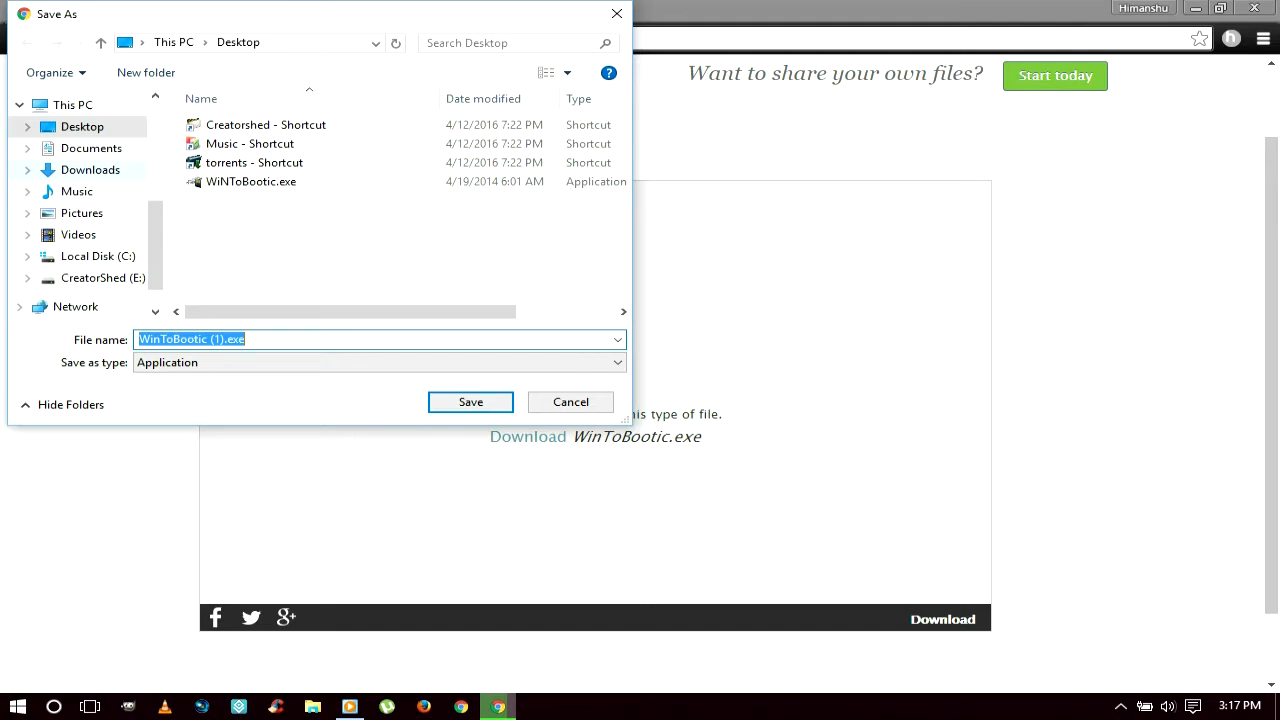 Save As
Himanshu
This PC > Desktop
Search Desktop
Organize
New folder
Want to share your own files?
Start today
Name
Date modified
Type
This PC
Desktop
Documents
Downloads
Music
Pictures
Videos
Local Disk (C:)
CreatorShed (E:)
Network
Creatorshed - Shortcut 4/12/2016 7:22 PM Shortcut
Music - Shortcut 4/12/2016 7:22 PM Shortcut
torrents - Shortcut 4/12/2016 7:22 PM Shortcut
WiNToBootic.exe 4/19/2014 6:01 AM Application
File name: WinToBootic (1).exe
Save as type: Application
Hide Folders
Save
Cancel
his type of file.
Download WinToBootic.exe
Download
3:17 PM